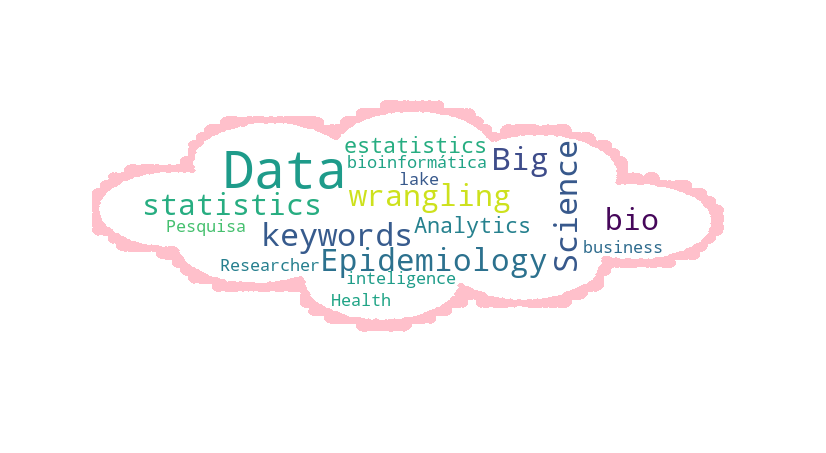 estatistics
Data
bioinformática
Big
lake
Science
wrangling
statistics
bio
Pesquisa
Analytics
keywords
business
Epidemiology
Researcher
inteligence
Health